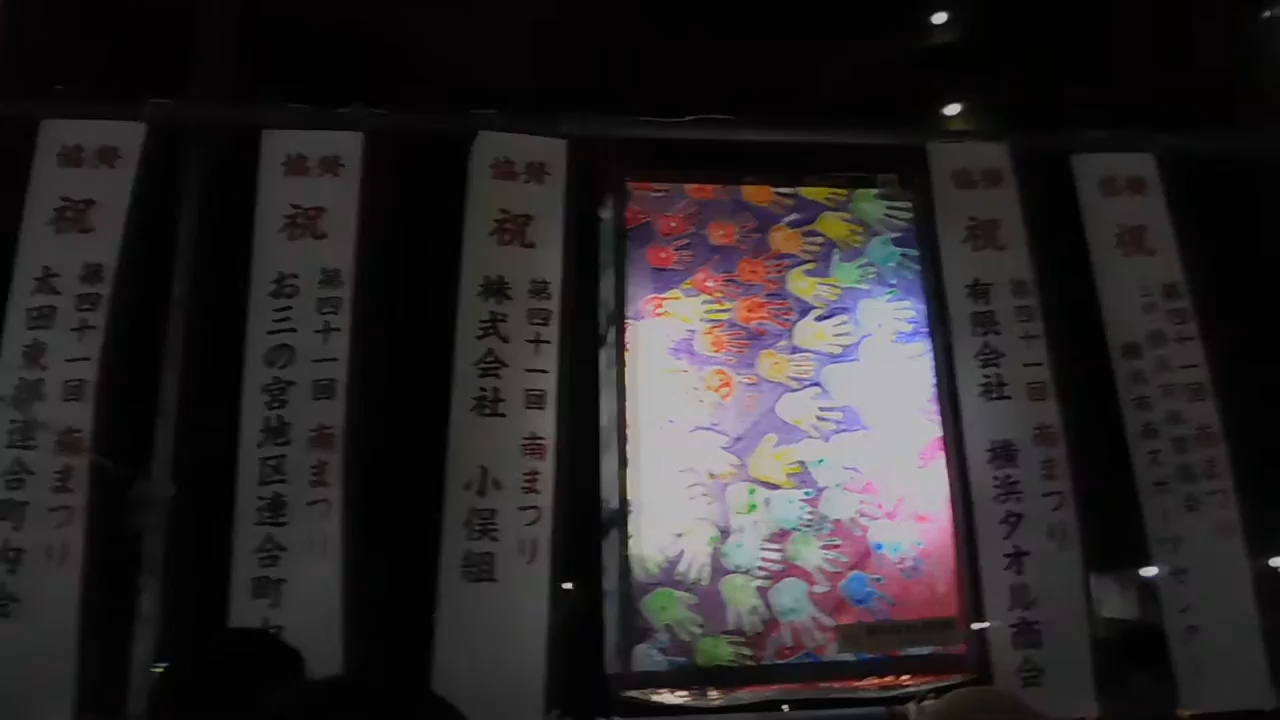 協賛
祝
第四十一回 南まつり
太田東部連合町内会
協賛
祝
第四十一回 南まつり
お三の宮地区連合町
協賛
祝
第四十一回 南まつり
株式会社 小俣組
協賛
祝
第四十一回 南まつり
有限会社 横浜タオル商会
協賛
祝
第四十一回 南まつ